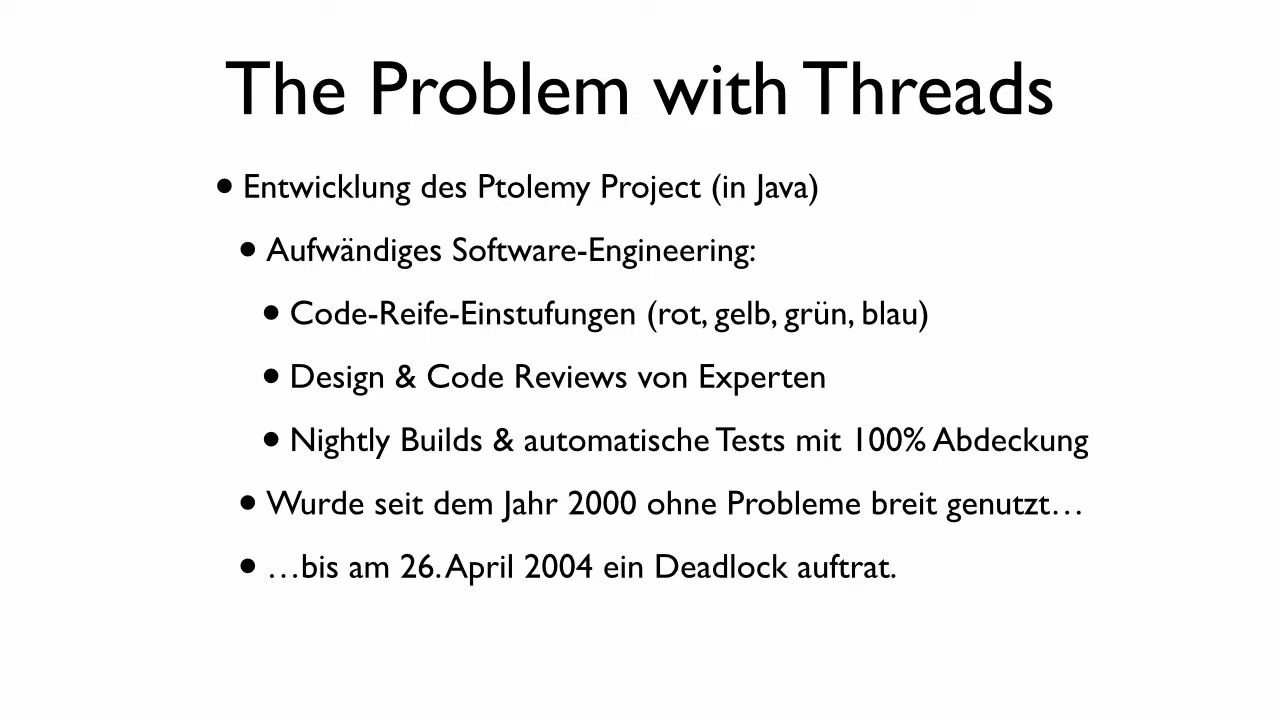 The Problem with Threads
• Entwicklung des Ptolemy Project (in Java)
• Aufwändiges Software-Engineering:
• Code-Reife-Einstufungen (rot, gelb, grün, blau)
• Design & Code Reviews von Experten
• Nightly Builds & automatische Tests mit 100% Abdeckung
• Wurde seit dem Jahr 2000 ohne Probleme breit genutzt…
• …bis am 26. April 2004 ein Deadlock auftrat.